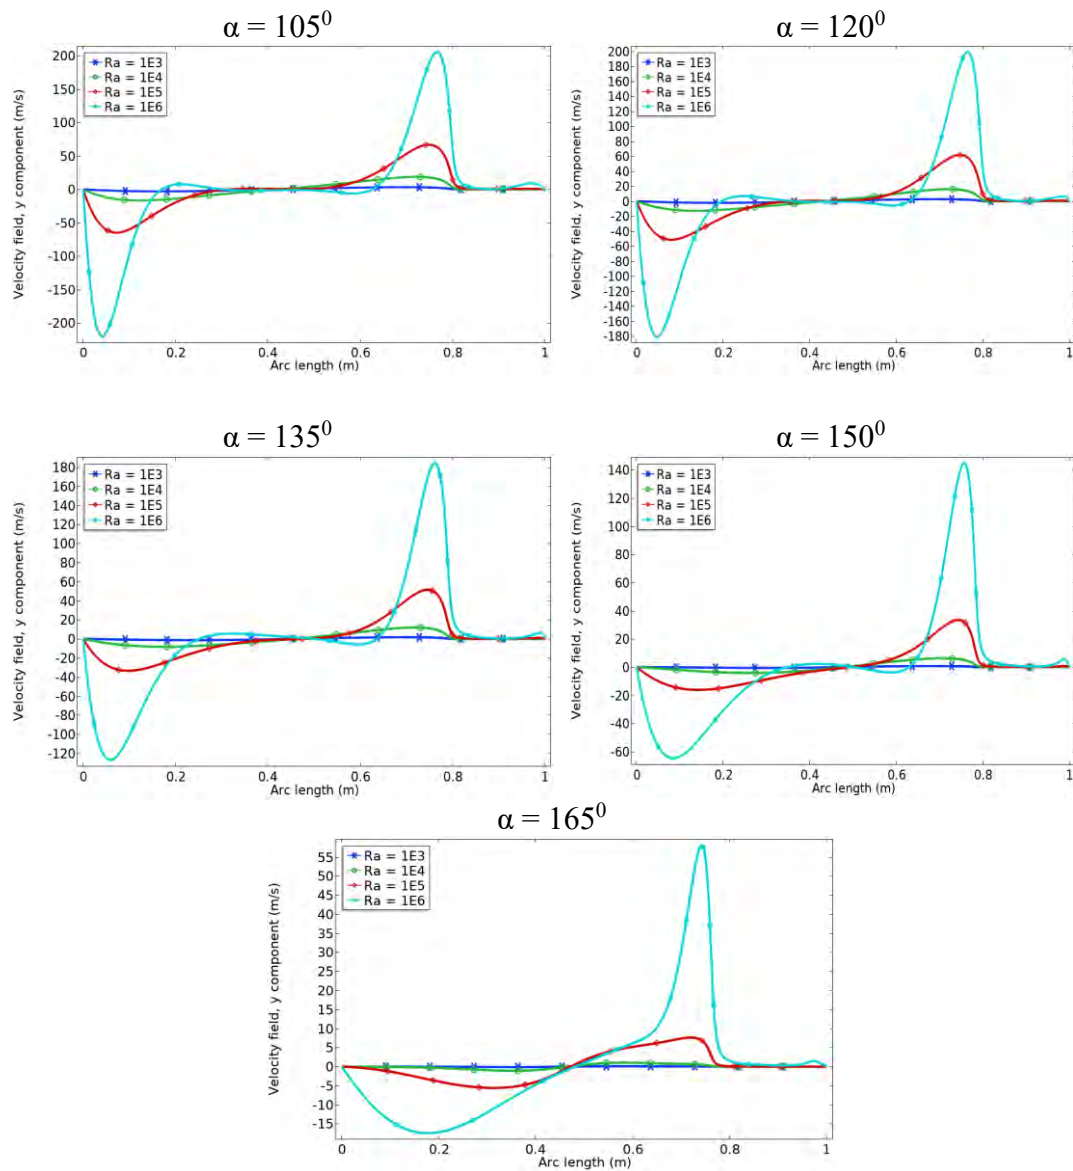 α = 105⁰
Velocity field, y component (m/s)
200
150
100
50
0
-50
-100
-150
-200
Ra = 1E3
Ra = 1E4
Ra = 1E5
Ra = 1E6
0 0.2 0.4 0.6 0.8 1
Arc length (m)
α = 120⁰
Velocity field, y component (m/s)
200
180
160
140
120
100
80
60
40
20
0
-20
-40
-60
-80
-100
-120
-140
-160
-180
Ra = 1E3
Ra = 1E4
Ra = 1E5
Ra = 1E6
0 0.2 0.4 0.6 0.8 1
Arc length (m)
α = 135⁰
Velocity field, y component (m/s)
180
160
140
120
100
80
60
40
20
0
-20
-40
-60
-80
-100
-120
Ra = 1E3
Ra = 1E4
Ra = 1E5
Ra = 1E6
0 0.2 0.4 0.6 0.8 1
Arc length (m)
α = 150⁰
Velocity field, y component (m/s)
140
120
100
80
60
40
20
0
-20
-40
-60
Ra = 1E3
Ra = 1E4
Ra = 1E5
Ra = 1E6
0 0.2 0.4 0.6 0.8 1
Arc length (m)
α = 165⁰
Velocity field, y component (m/s)
55
50
45
40
35
30
25
20
15
10
5
0
-5
-10
-15
Ra = 1E3
Ra = 1E4
Ra = 1E5
Ra = 1E6
0 0.2 0.4 0.6 0.8 1
Arc length (m)